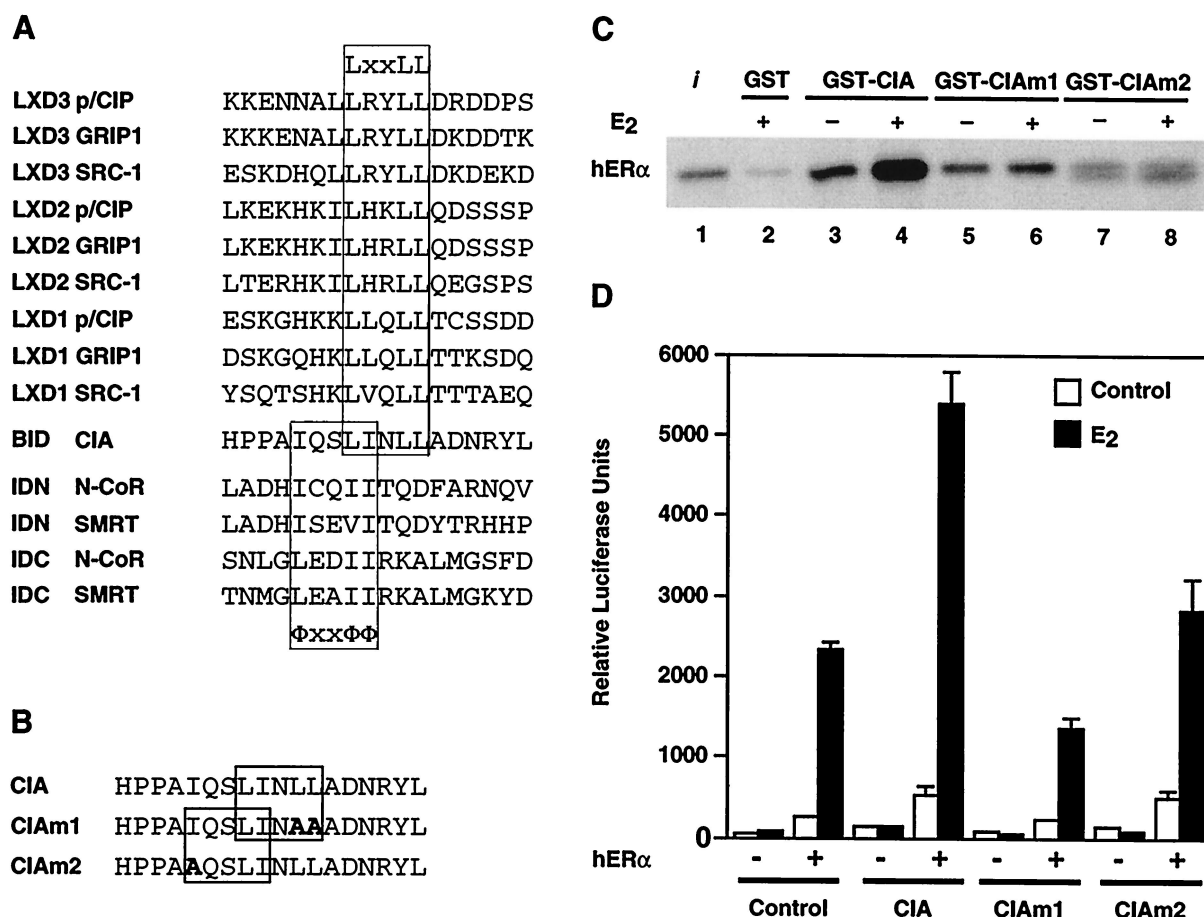 A
LxxLL
LXD3 p/CIP KKENNALLRYLLDRDDPS
LXD3 GRIP1 KKKENALLRYLLDKDDTK
LXD3 SRC-1 ESKDHQLLRYLLDKDEKD
LXD2 p/CIP LKEKHKILHKLLQDSSSP
LXD2 GRIP1 LKEKHKILHRLLQDSSSP
LXD2 SRC-1 LTERHKILHRLLQEGSPS
LXD1 p/CIP ESKGHKKLLQLLTCSSDD
LXD1 GRIP1 DSKGQHKLLQLLTTKSDQ
LXD1 SRC-1 YSQTSHKLVQLLTTTAEQ
BID CIA HPPAIQSLINLLADNRYL
IDN N-CoR LADHICQIITQDFARNQV
IDN SMRT LADHISEVITQDYTRHHP
IDC N-CoR SNLGLEDIIRKALMGSFD
IDC SMRT TNMGLEAIIRKALMGKYD
ΦxxΦΦ
B
CIA HPPAIQSLINLLADNRYL
CIAm1 HPPAIQSLINAAADNRYL
CIAm2 HPPAAQSLINLLADNRYL
C
i GST GST-CIA GST-CIAm1 GST-CIAm2
E2 + − + − + − +
hERα
1 2 3 4 5 6 7 8
D
Relative Luciferase Units
6000
5000
4000
3000
2000
1000
0
Control
E2
hERα - + - + - + - +
Control CIA CIAm1 CIAm2